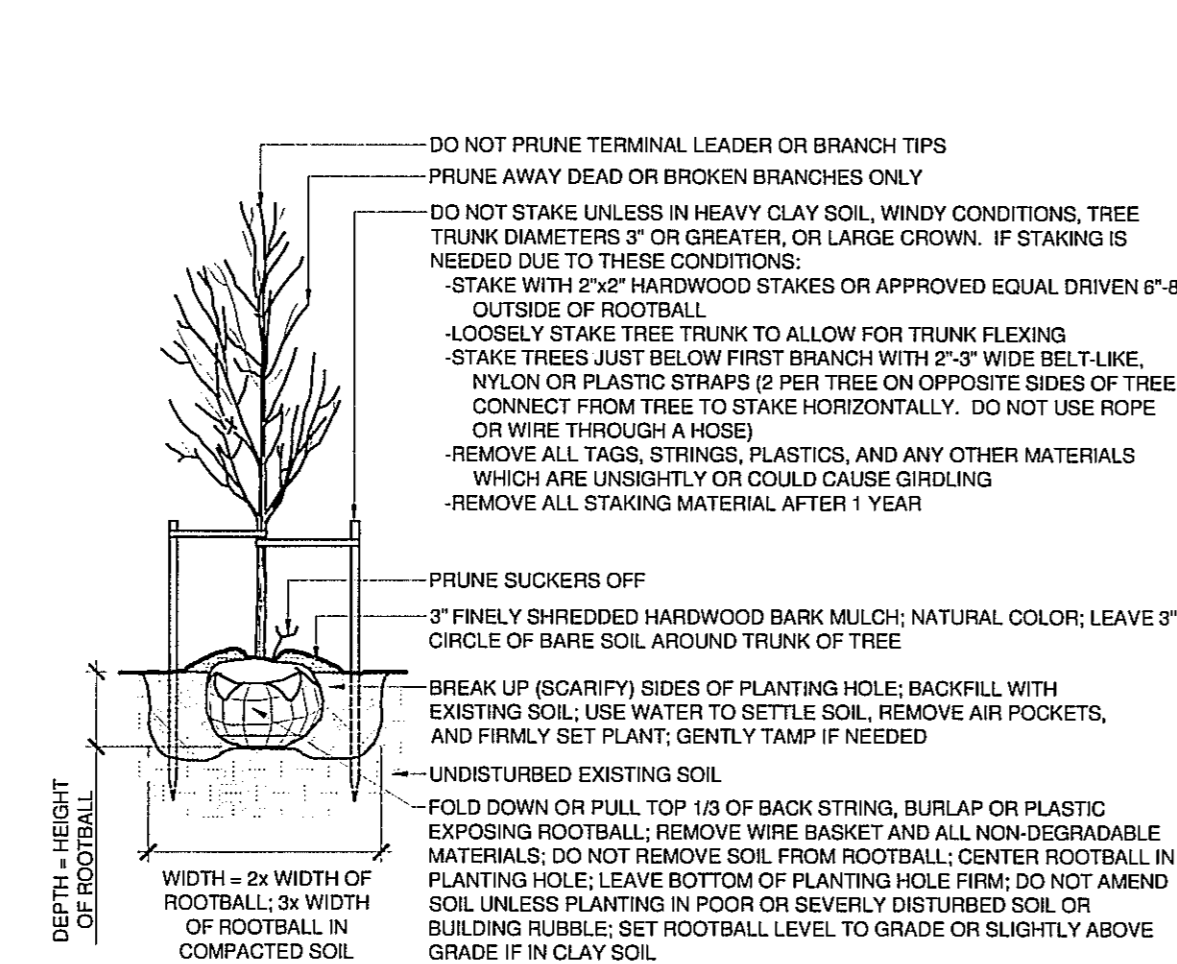 DO NOT PRUNE TERMINAL LEADER OR BRANCH TIPS
PRUNE AWAY DEAD OR BROKEN BRANCHES ONLY
DO NOT STAKE UNLESS IN HEAVY CLAY SOIL, WINDY CONDITIONS, TREE
TRUNK DIAMETERS 3" OR GREATER, OR LARGE CROWN. IF STAKING IS
NEEDED DUE TO THESE CONDITIONS:
-STAKE WITH 2"x2" HARDWOOD STAKES OR APPROVED EQUAL DRIVEN 6"-8
OUTSIDE OF ROOTBALL
-LOOSELY STAKE TREE TRUNK TO ALLOW FOR TRUNK FLEXING
-STAKE TREES JUST BELOW FIRST BRANCH WITH 2"-3" WIDE BELT-LIKE,
NYLON OR PLASTIC STRAPS (2 PER TREE ON OPPOSITE SIDES OF TREE
CONNECT FROM TREE TO STAKE HORIZONTALLY. DO NOT USE ROPE
OR WIRE THROUGH A HOSE)
-REMOVE ALL TAGS, STRINGS, PLASTICS, AND ANY OTHER MATERIALS
WHICH ARE UNSIGHTLY OR COULD CAUSE GIRDLING
-REMOVE ALL STAKING MATERIAL AFTER 1 YEAR
PRUNE SUCKERS OFF
3" FINELY SHREDDED HARDWOOD BARK MULCH; NATURAL COLOR; LEAVE 3"
CIRCLE OF BARE SOIL AROUND TRUNK OF TREE
BREAK UP (SCARIFY) SIDES OF PLANTING HOLE; BACKFILL WITH
EXISTING SOIL; USE WATER TO SETTLE SOIL, REMOVE AIR POCKETS,
AND FIRMLY SET PLANT; GENTLY TAMP IF NEEDED
UNDISTURBED EXISTING SOIL
FOLD DOWN OR PULL TOP 1/3 OF BACK STRING, BURLAP OR PLASTIC
EXPOSING ROOTBALL; REMOVE WIRE BASKET AND ALL NON-DEGRADABLE
MATERIALS; DO NOT REMOVE SOIL FROM ROOTBALL; CENTER ROOTBALL IN
PLANTING HOLE; LEAVE BOTTOM OF PLANTING HOLE FIRM; DO NOT AMEND
SOIL UNLESS PLANTING IN POOR OR SEVERLY DISTURBED SOIL OR
BUILDING RUBBLE; SET ROOTBALL LEVEL TO GRADE OR SLIGHTLY ABOVE
GRADE IF IN CLAY SOIL
DEPTH = HEIGHT
OF ROOTBALL
WIDTH = 2x WIDTH OF
ROOTBALL; 3x WIDTH
OF ROOTBALL IN
COMPACTED SOIL